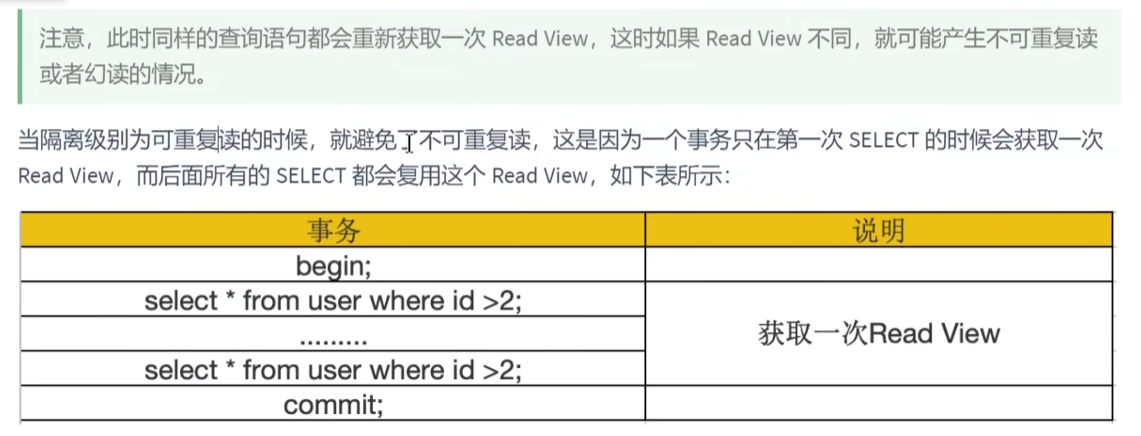 注意，此时同样的查询语句都会重新获取一次 Read View，这时如果 Read View 不同，就可能产生不可重复读
或者幻读的情况。
当隔离级别为可重复读的时候，就避免了不可重复读，这是因为一个事务只在第一次 SELECT 的时候会获取一次
Read View，而后面所有的 SELECT 都会复用这个 Read View，如下表所示：
事务 说明
begin;
select * from user where id >2;
获取一次Read View
.........
select * from user where id >2;
commit;